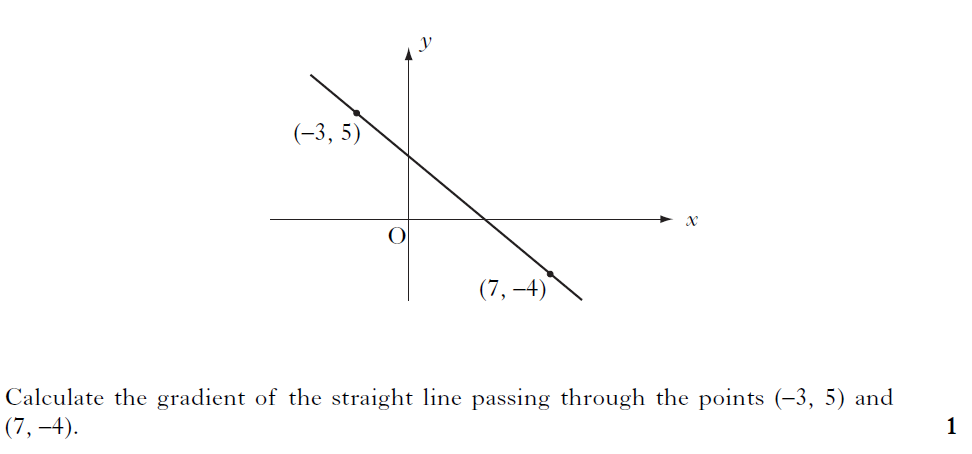 y
(–3, 5)
x
O
(7, –4)
Calculate the gradient of the straight line passing through the points (–3, 5) and
(7, –4). 1